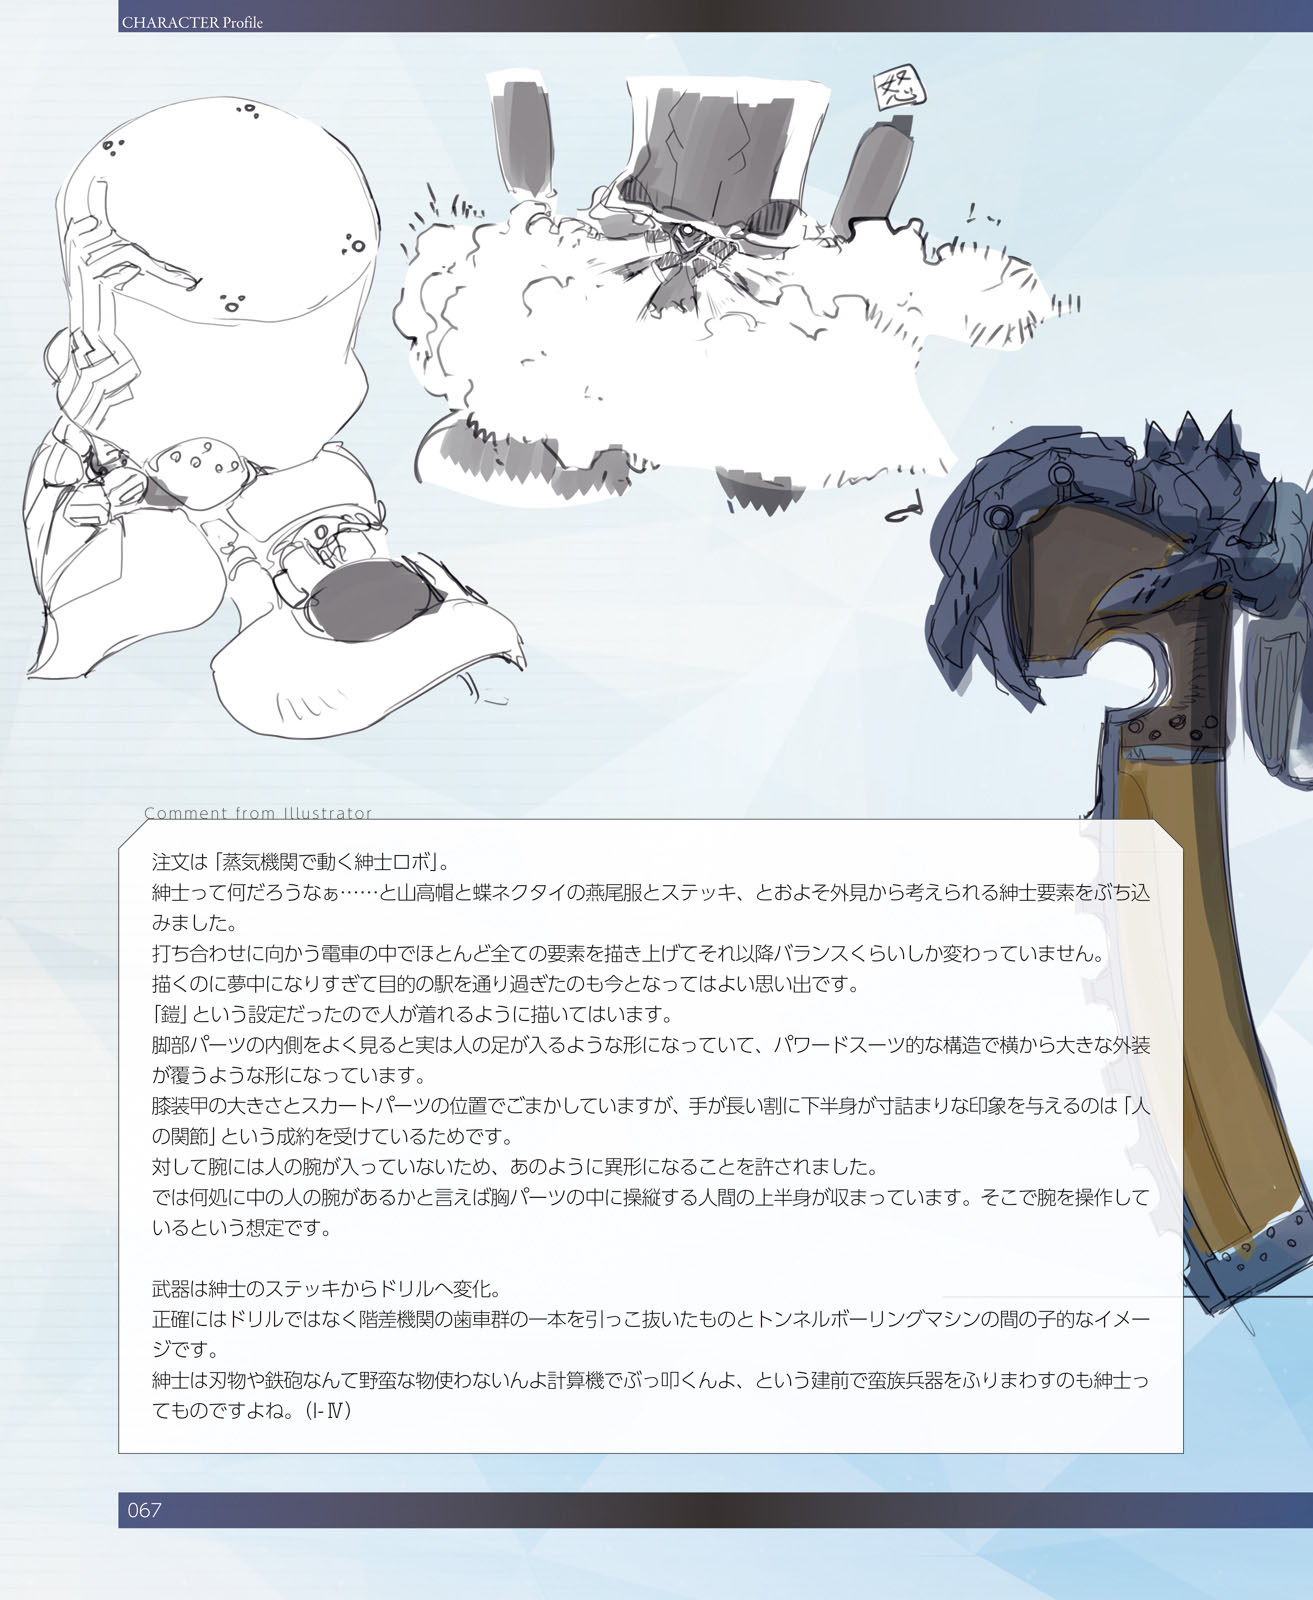 CHARACTER Profile
怒
Comment from Illustrator
注文は「蒸気機関で動く紳士ロボ」。
紳士って何だろうなぁ……と山高帽と蝶ネクタイの燕尾服とステッキ、とおよそ外見から考えられる紳士要素をぶち込
みました。
打ち合わせに向かう電車の中でほとんど全ての要素を描き上げてそれ以降バランスくらいしか変わっていません。
描くのに夢中になりすぎて目的の駅を通り過ぎたのも今となってはよい思い出です。
「鎧」という設定だったので人が着れるように描いてはいます。
脚部パーツの内側をよく見ると実は人の足が入るような形になっていて、パワードスーツ的な構造で横から大きな外装
が覆うような形になっています。
膝装甲の大きさとスカートパーツの位置でごまかしていますが、手が長い割に下半身が寸詰まりな印象を与えるのは「人
の関節」という成約を受けているためです。
対して腕には人の腕が入っていないため、あのように異形になることを許されました。
では何処に中の人の腕があるかと言えば胸パーツの中に操縦する人間の上半身が収まっています。そこで腕を操作して
いるという想定です。
武器は紳士のステッキからドリルへ変化。
正確にはドリルではなく階差機関の歯車群の一本を引っこ抜いたものとトンネルボーリングマシンの間の子的なイメー
ジです。
紳士は刃物や鉄砲なんて野蛮な物使わないんよ計算機でぶっ叩くんよ、という建前で蛮族兵器をふりまわすのも紳士っ
てものですよね。（I-Ⅳ）
067